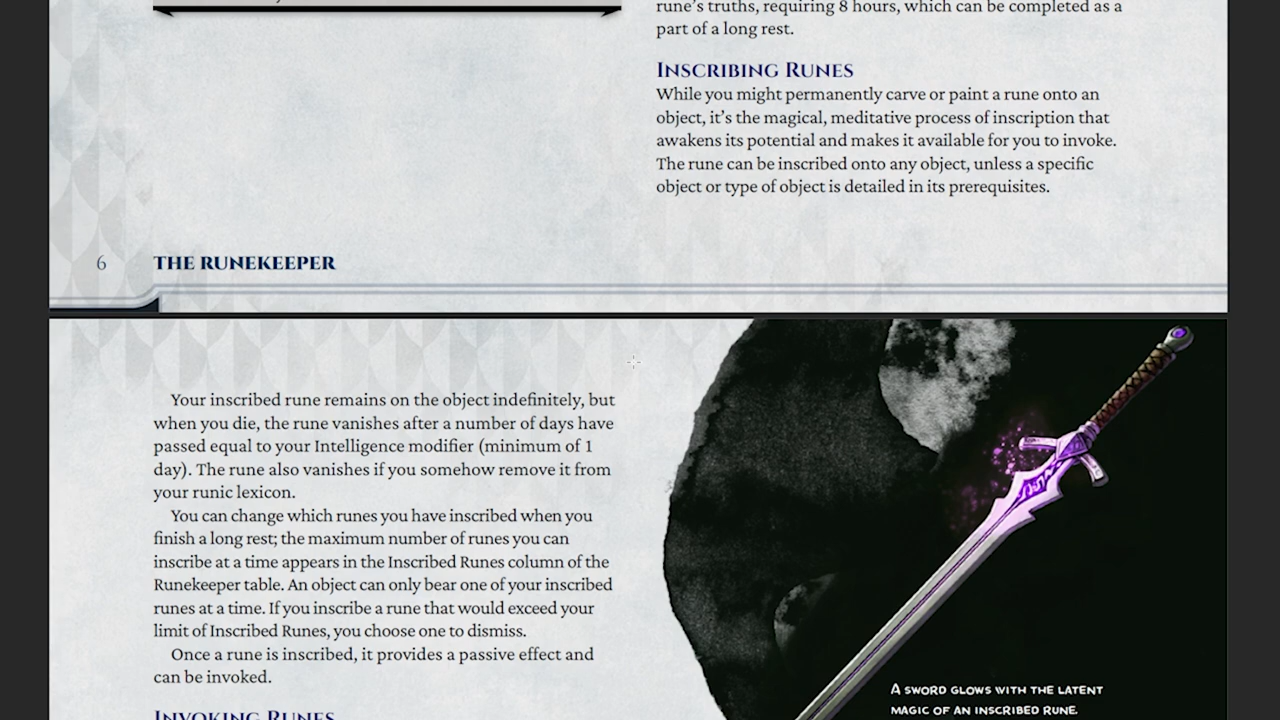 rune's truths, requiring 8 hours, which can be completed as a
part of a long rest.
Inscribing Runes
While you might permanently carve or paint a rune onto an
object, it's the magical, meditative process of inscription that
awakens its potential and makes it available for you to invoke.
The rune can be inscribed onto any object, unless a specific
object or type of object is detailed in its prerequisites.
6 THE RUNEKEEPER
Your inscribed rune remains on the object indefinitely, but
when you die, the rune vanishes after a number of days have
passed equal to your Intelligence modifier (minimum of 1
day). The rune also vanishes if you somehow remove it from
your runic lexicon.
You can change which runes you have inscribed when you
finish a long rest; the maximum number of runes you can
inscribe at a time appears in the Inscribed Runes column of the
Runekeeper table. An object can only bear one of your inscribed
runes at a time. If you inscribe a rune that would exceed your
limit of Inscribed Runes, you choose one to dismiss.
Once a rune is inscribed, it provides a passive effect and
can be invoked.
Invoking Runes
A SWORD GLOWS WITH THE LATENT
MAGIC OF AN INSCRIBED RUNE.